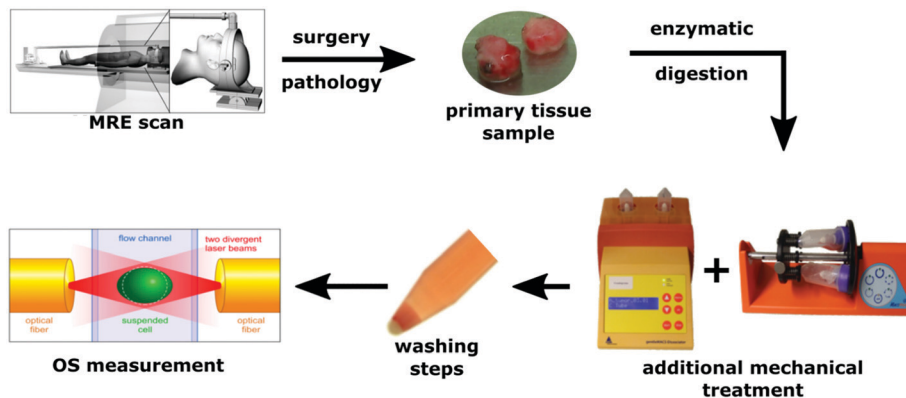 surgery
pathology
enzymatic
digestion
MRE scan
primary tissue
sample
flow channel
two divergent
laser beams
optical
fiber
suspended
cell
optical
fiber
OS measurement
washing
steps
additional mechanical
treatment